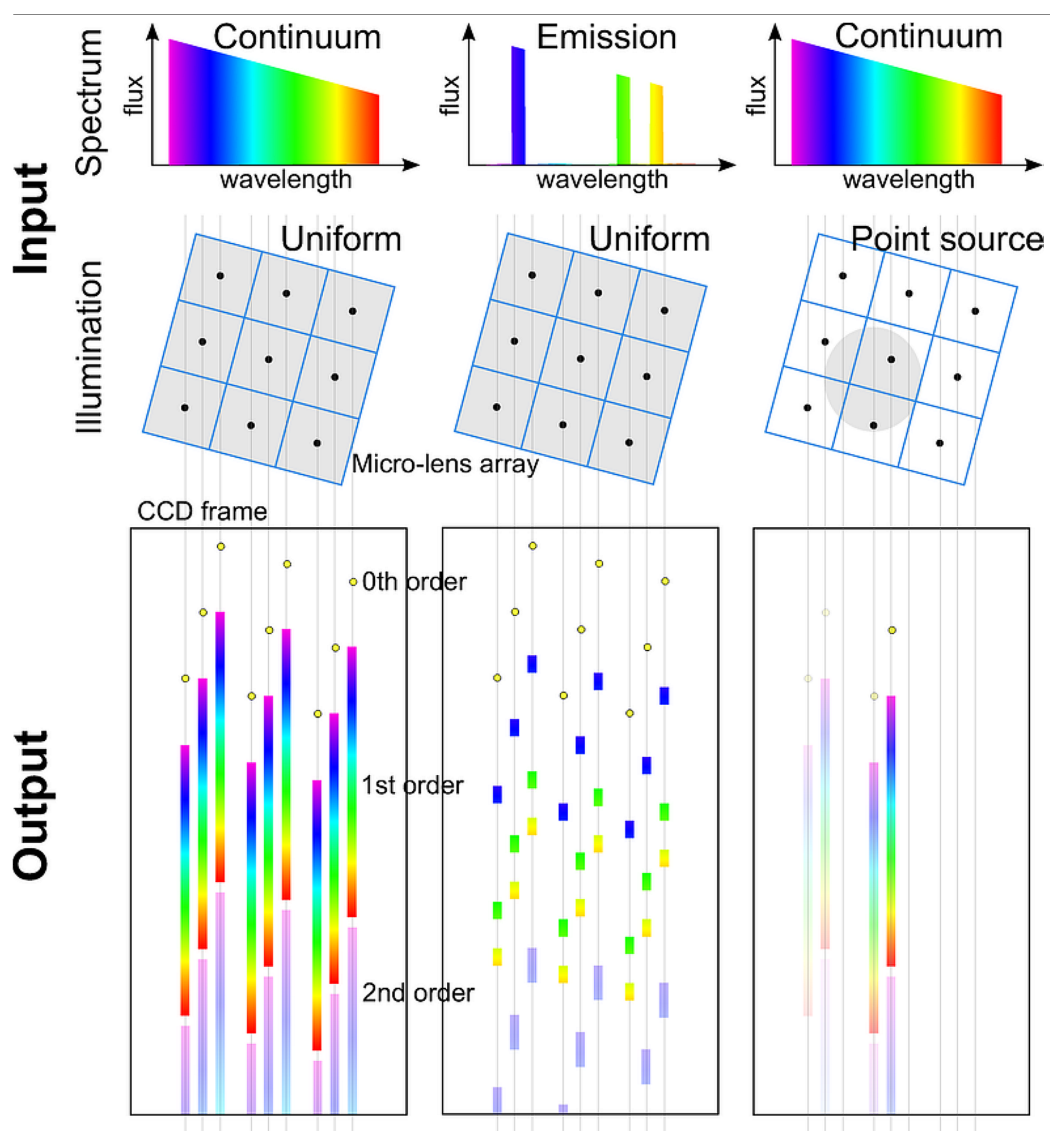 Input
Spectrum
Continuum
flux
wavelength
Emission
flux
wavelength
Continuum
flux
wavelength
Illumination
Uniform
Uniform
Point source
Micro-lens array
Output
CCD frame
0th order
1st order
2nd order